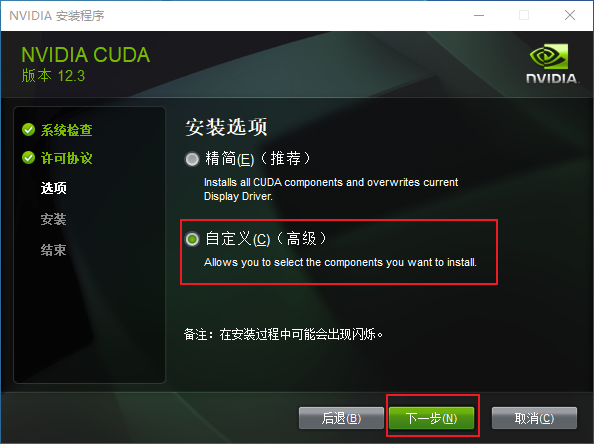 NVIDIA 安装程序
NVIDIA CUDA
版本 12.3
NVIDIA.
系统检查
许可协议
选项
安装
结束
安装选项
精简(E)（推荐）
Installs all CUDA components and overwrites current
Display Driver.
自定义(C)（高级）
Allows you to select the components you want to install.
备注：在安装过程中可能会出现闪烁。
后退(B)
下一步(N)
取消(C)